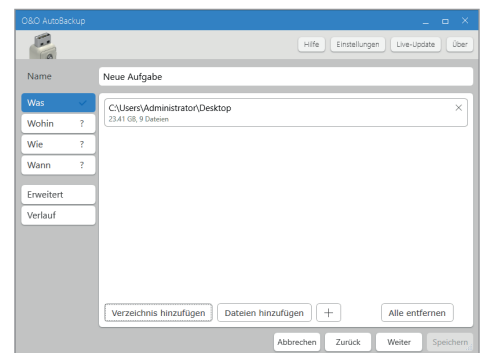 O&O AutoBackup
Hilfe
Einstellungen
Live-Update
Über
Name
Neue Aufgabe
Was
Wohin ?
Wie ?
Wann ?
Erweitert
Verlauf
C:\Users\Administrator\Desktop
23.41 GB, 9 Dateien
Verzeichnis hinzufügen
Dateien hinzufügen
Alle entfernen
Abbrechen
Zurück
Weiter
Speichern